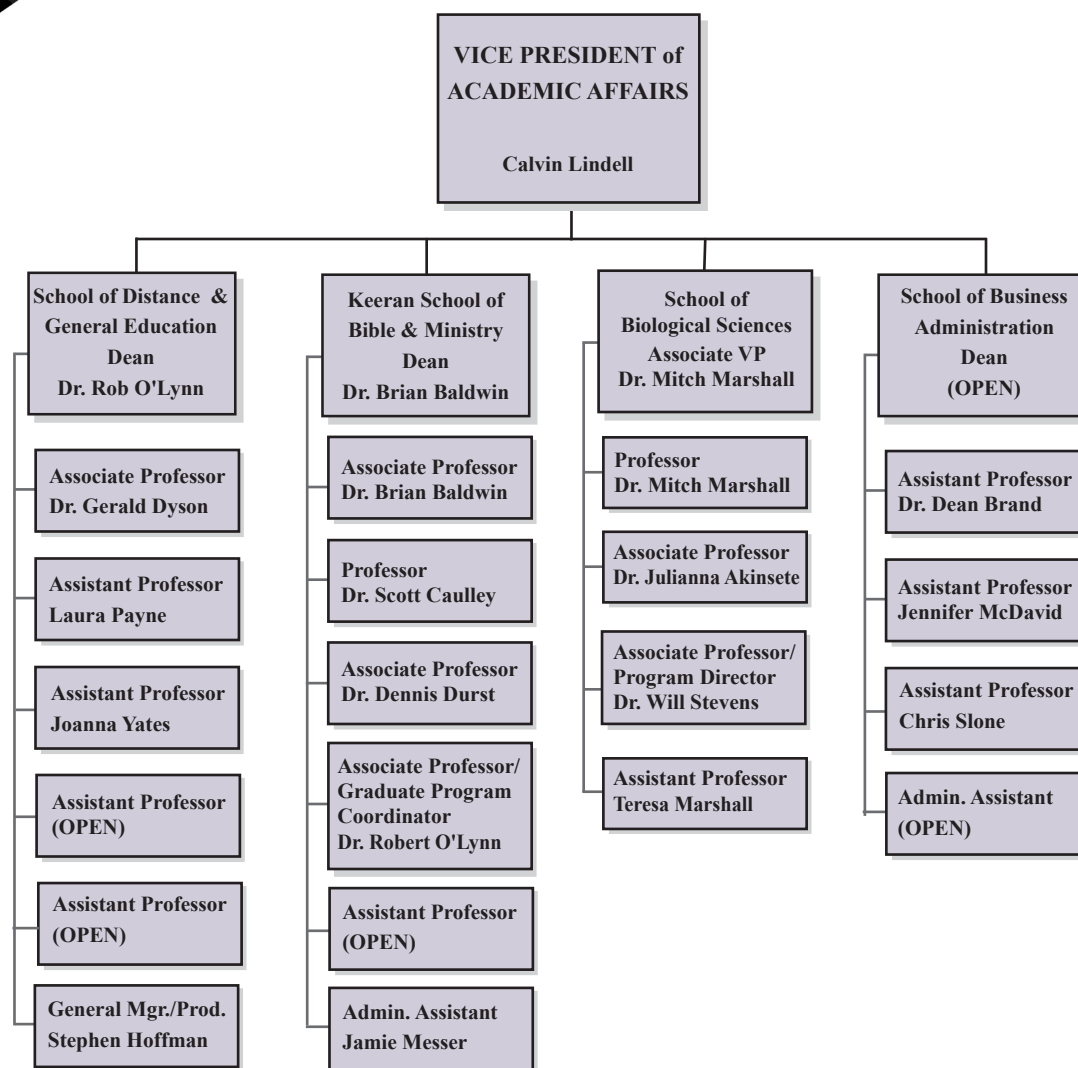 VICE PRESIDENT of
ACADEMIC AFFAIRS
Calvin Lindell
School of Distance & 
General Education
Dean
Dr. Rob O'Lynn
Associate Professor
Dr. Gerald Dyson
Assistant Professor
Laura Payne
Assistant Professor
Joanna Yates
Assistant Professor
(OPEN)
Assistant Professor
(OPEN)
General Mgr./Prod.
Stephen Hoffman
Keeran School of
Bible & Ministry
Dean
Dr. Brian Baldwin
Associate Professor
Dr. Brian Baldwin
Professor
Dr. Scott Caulley
Associate Professor
Dr. Dennis Durst
Associate Professor/
Graduate Program
Coordinator
Dr. Robert O'Lynn
Assistant Professor
(OPEN)
Admin. Assistant
Jamie Messer
School of
Biological Sciences
Associate VP
Dr. Mitch Marshall
Professor
Dr. Mitch Marshall
Associate Professor
Dr. Julianna Akinsete
Associate Professor/
Program Director
Dr. Will Stevens
Assistant Professor
Teresa Marshall
School of Business
Administration
Dean
(OPEN)
Assistant Professor
Dr. Dean Brand
Assistant Professor
Jennifer McDavid
Assistant Professor
Chris Slone
Admin. Assistant
(OPEN)